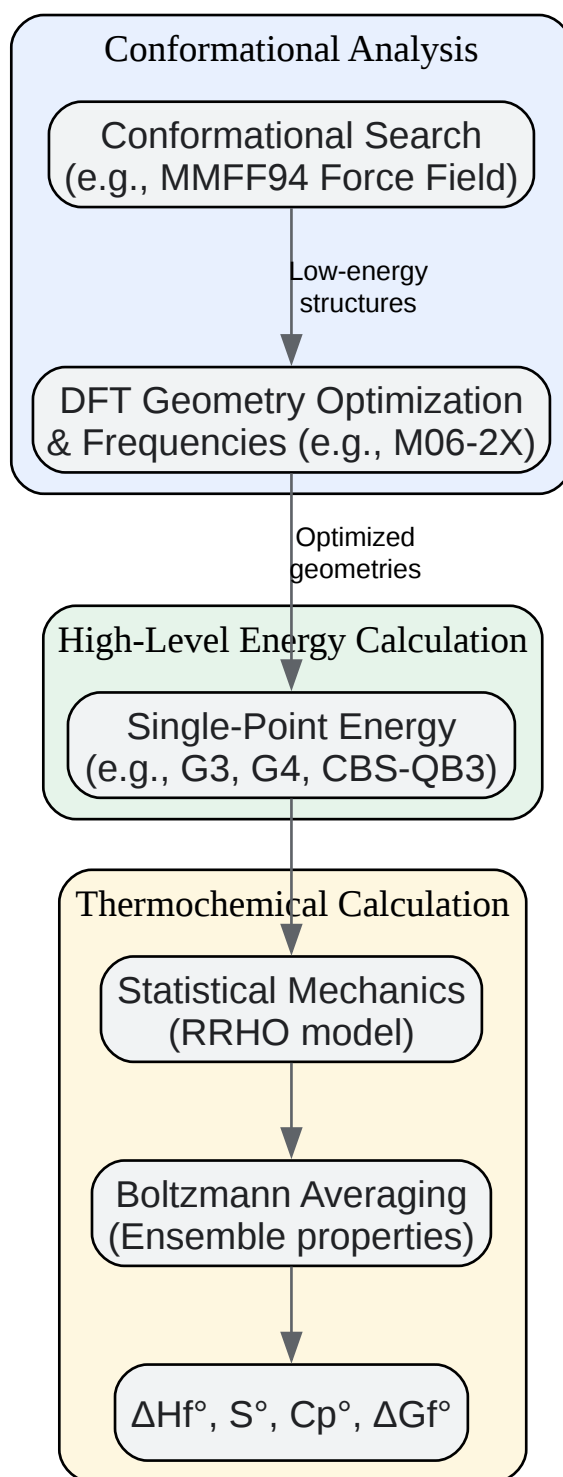 Conformational Analysis
Conformational Search
(e.g., MMFF94 Force Field)
Low-energy
structures
DFT Geometry Optimization
& Frequencies (e.g., M06-2X)
Optimized
geometries
High-Level Energy Calculation
Single-Point Energy
(e.g., G3, G4, CBS-QB3)
Thermochemical Calculation
Statistical Mechanics
(RRHO model)
Boltzmann Averaging
(Ensemble properties)
ΔHf°, S°, Cp°, ΔGf°